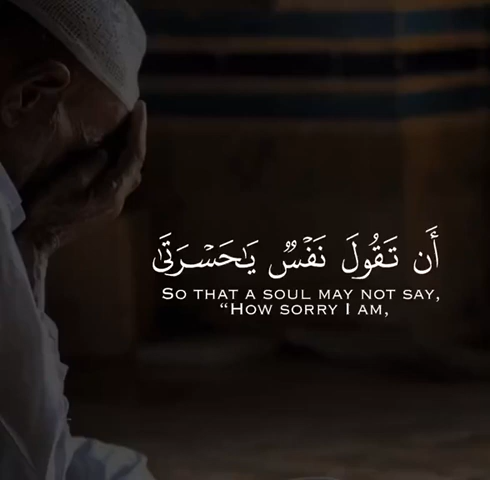 أَن تَقُولَ نَفْسٌ يَـٰحَسْرَتَىٰ
SO THAT A SOUL MAY NOT SAY,
“HOW SORRY I AM,